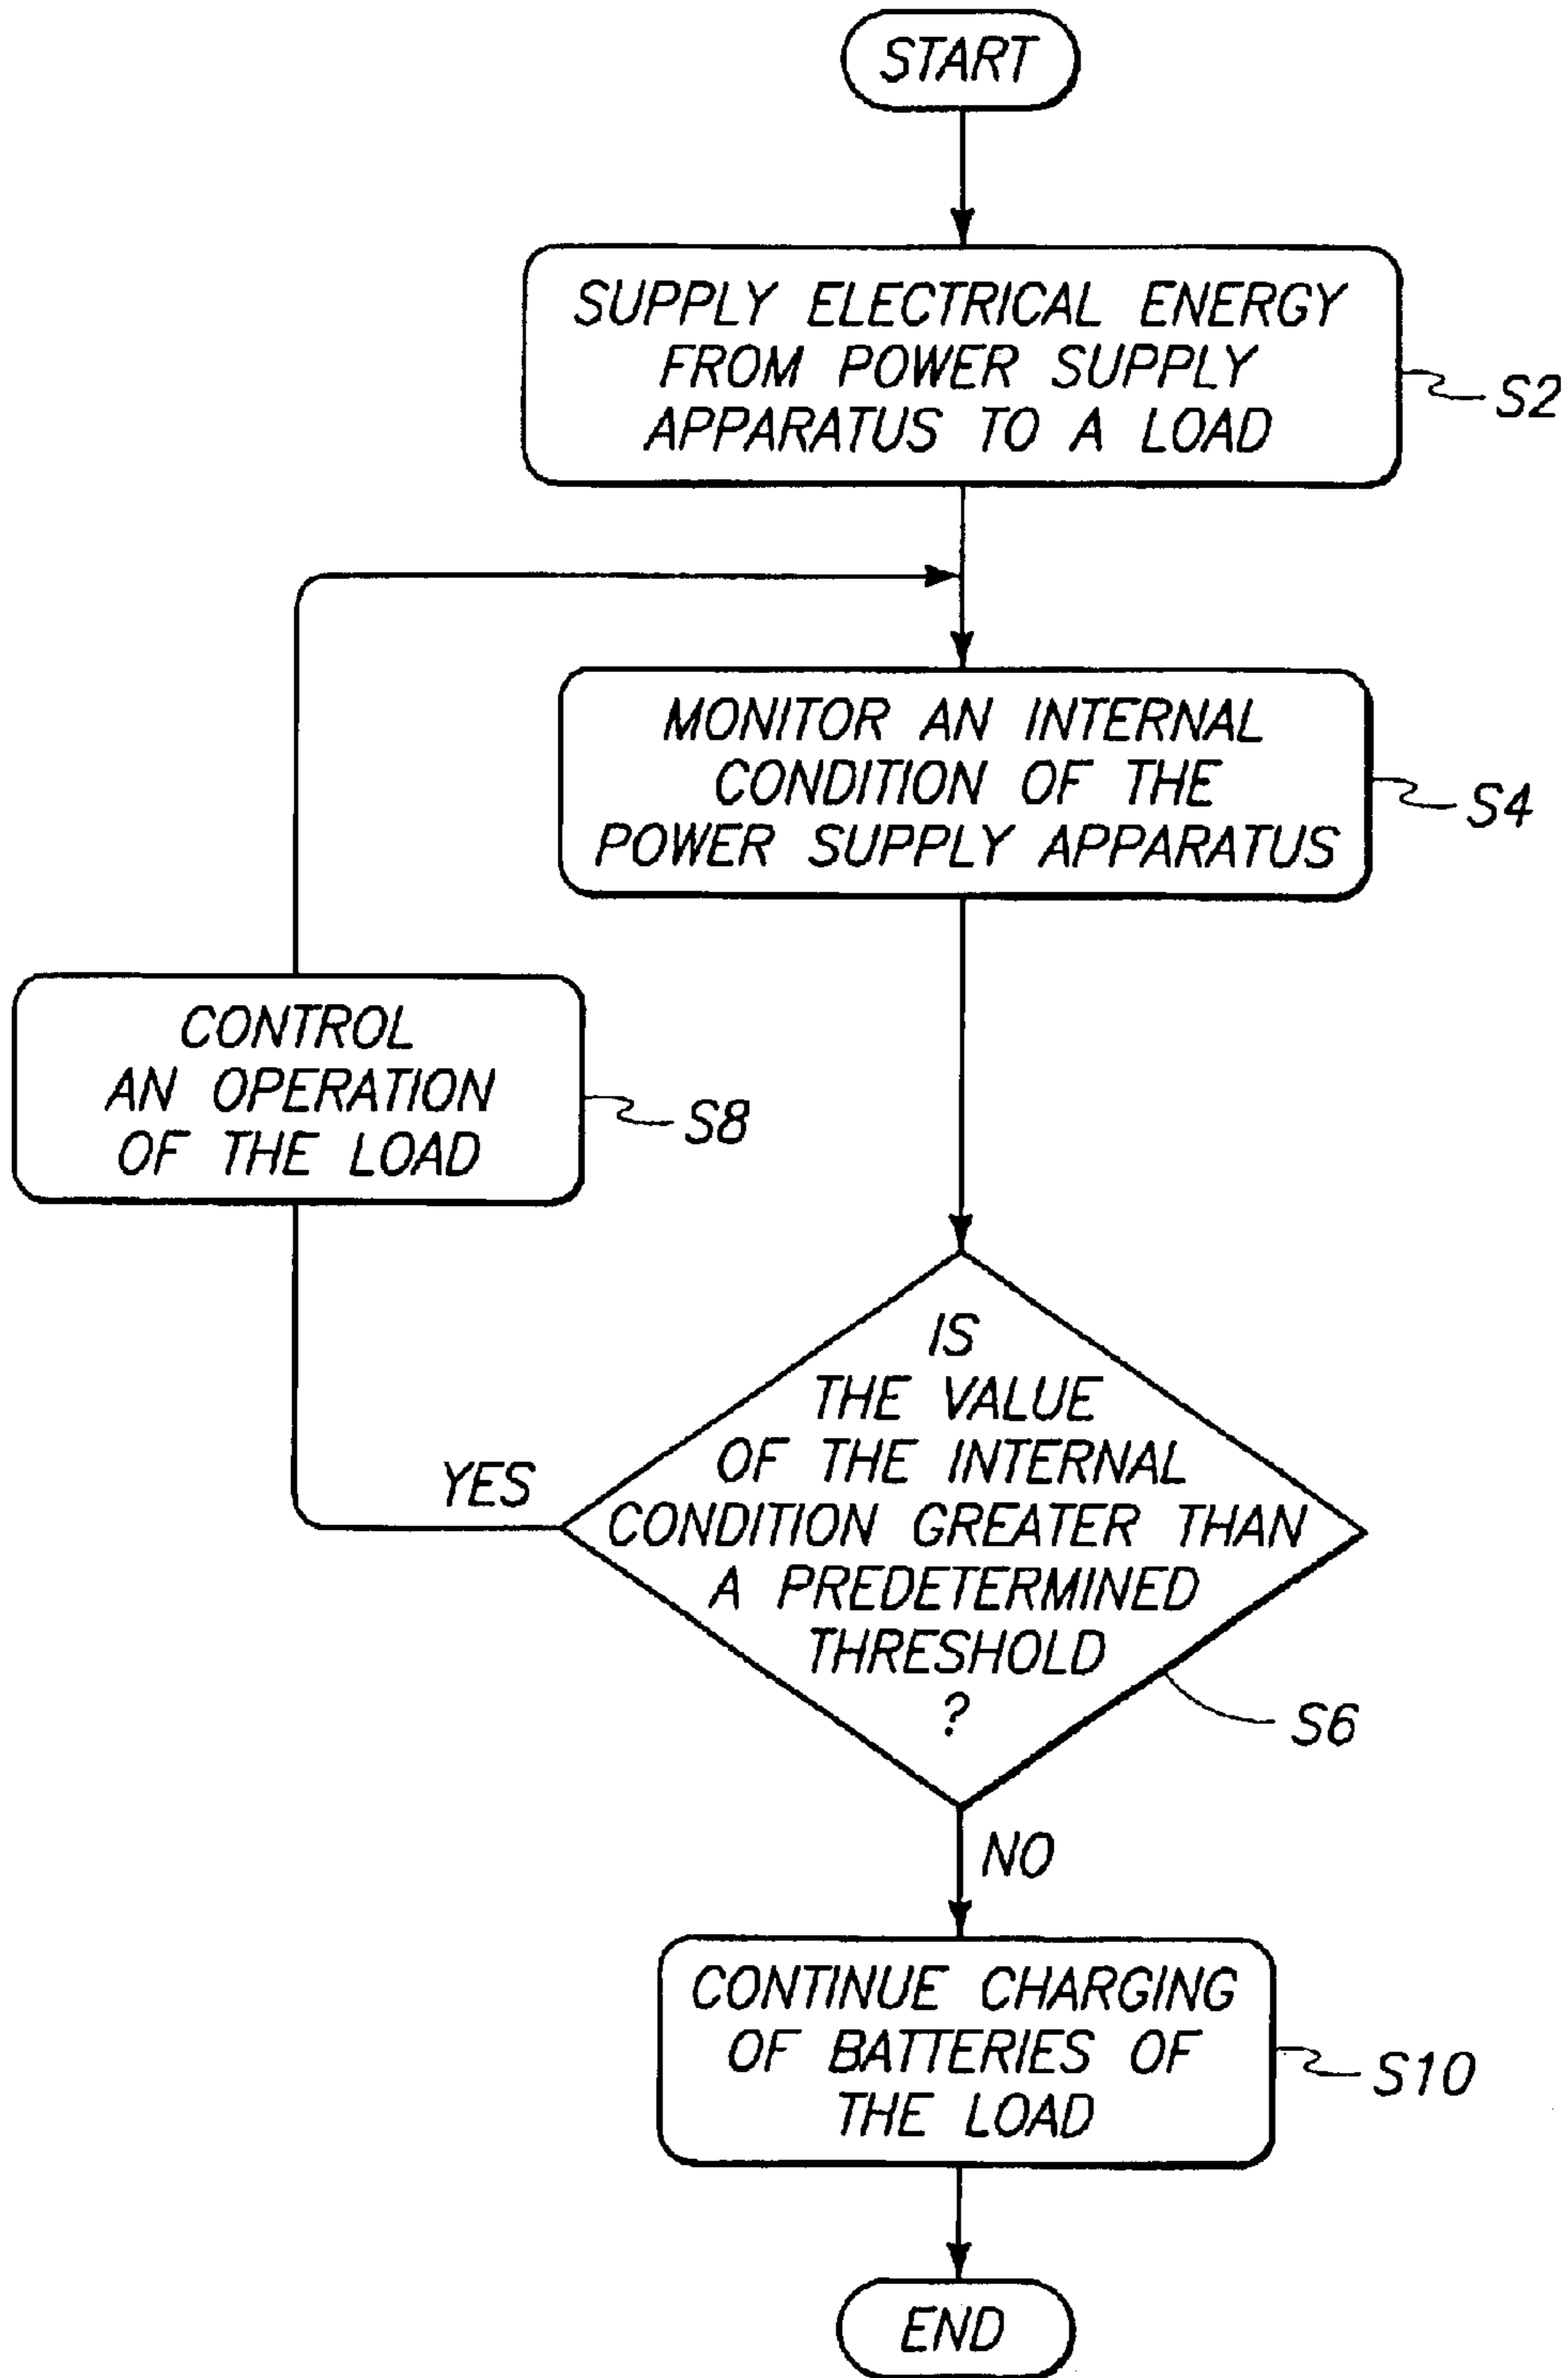 START
SUPPLY ELECTRICAL ENERGY
FROM POWER SUPPLY
APPARATUS TO A LOAD
S2
MONITOR AN INTERNAL
CONDITION OF THE
POWER SUPPLY APPARATUS
S4
CONTROL
AN OPERATION
OF THE LOAD
S8
IS
THE VALUE
OF THE INTERNAL
CONDITION GREATER THAN
A PREDETERMINED
THRESHOLD
?
YES
S6
NO
CONTINUE CHARGING
OF BATTERIES OF
THE LOAD
S10
END